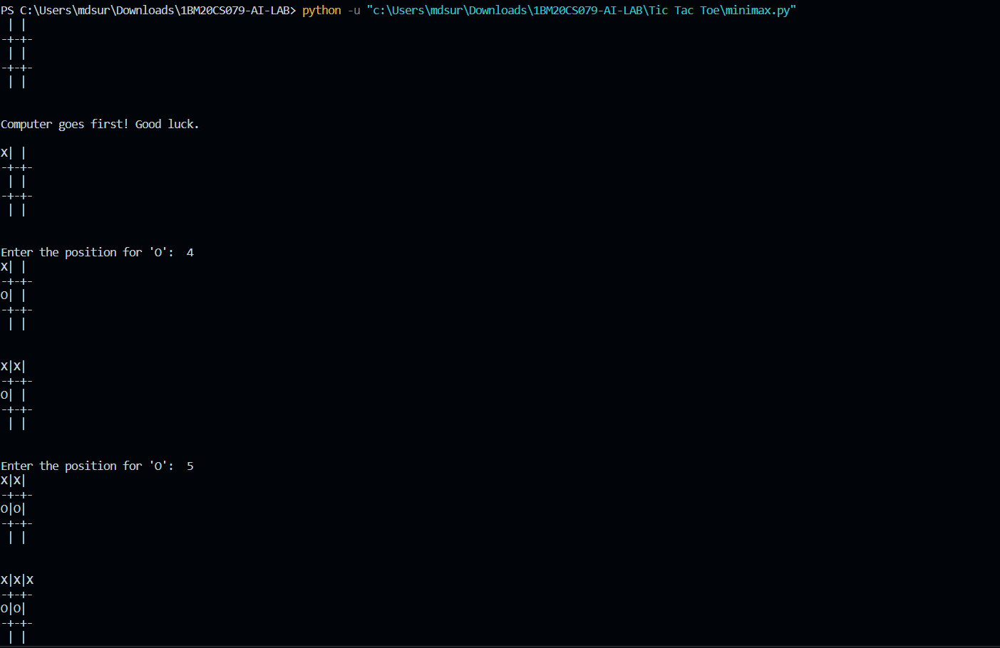 PS C:\Users\mdsur\Downloads\1BM20CS079-AI-LAB> python -u "c:\Users\mdsur\Downloads\1BM20CS079-AI-LAB\Tic Tac Toe\minimax.py"
 | |
-+-+-
 | |
-+-+-
 | |
Computer goes first! Good luck.
X| |
-+-+-
 | |
-+-+-
 | |
Enter the position for 'O':  4
X| |
-+-+-
O| |
-+-+-
 | |
X|X|
-+-+-
O| |
-+-+-
 | |
Enter the position for 'O':  5
X|X|
-+-+-
O|O|
-+-+-
 | |
X|X|X
-+-+-
O|O|
-+-+-
 | |